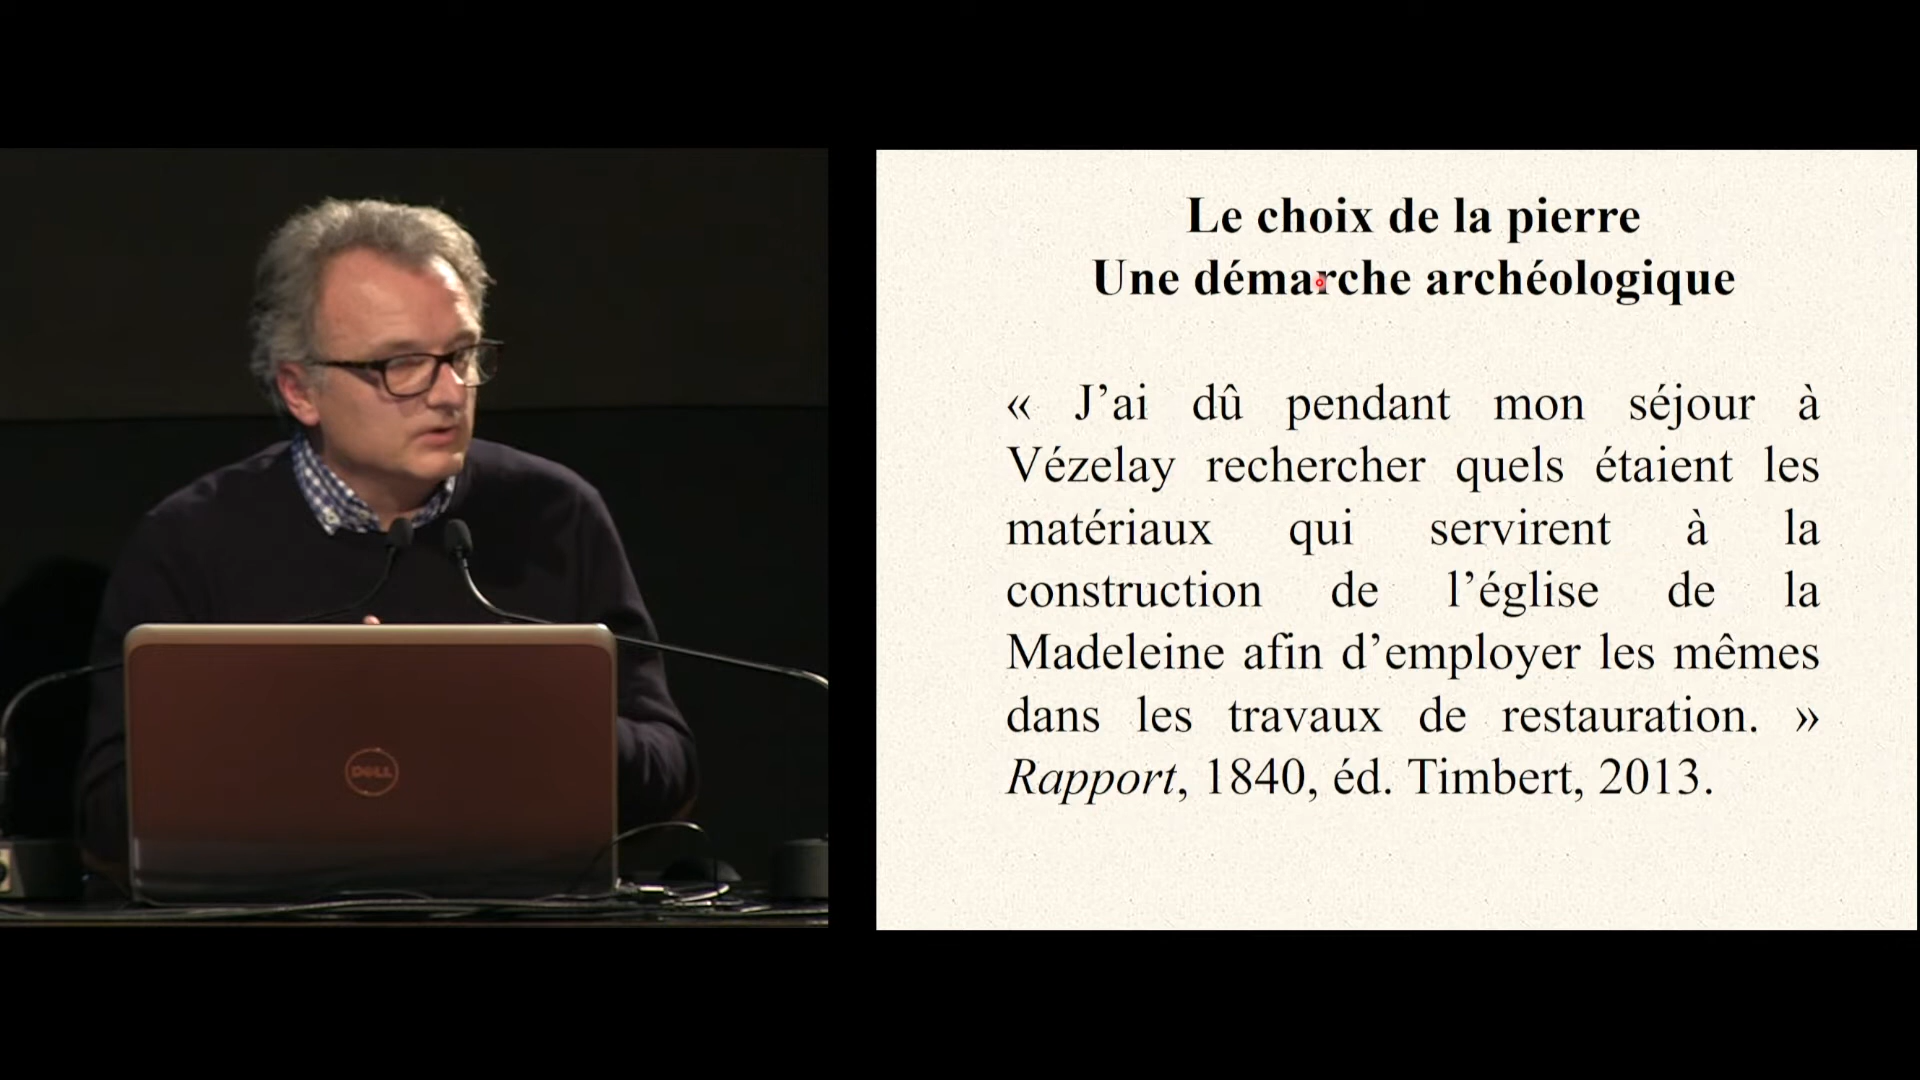 Le choix de la pierre
Une démarche archéologique
« J’ai dû pendant mon séjour à
Vézelay rechercher quels étaient les
matériaux qui servirent à la
construction de l’église de la
Madeleine afin d’employer les mêmes
dans les travaux de restauration. »
Rapport, 1840, éd. Timbert, 2013.
DELL